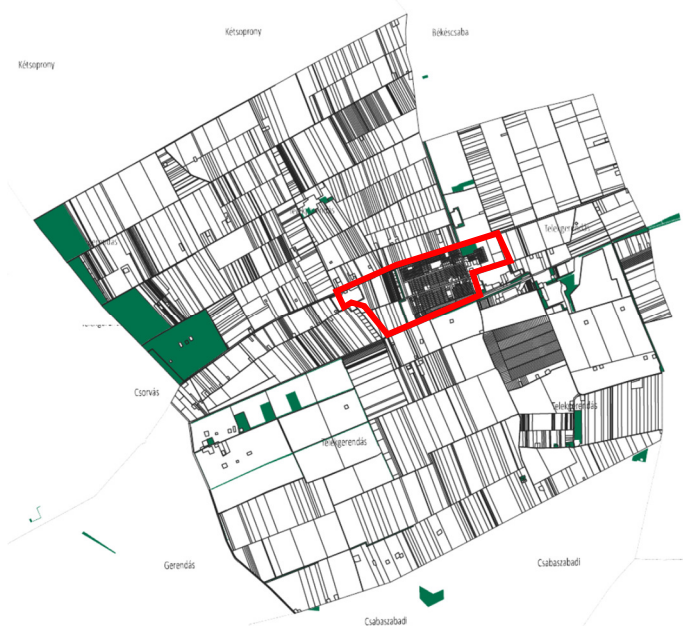 Kétsoprony
Békéscsaba
Kétsoprony
Telekgerendás
Csorvás
Telekgerendás
Telekgerendás
Gerendás
Csabaszabadi
Csabaszabadi